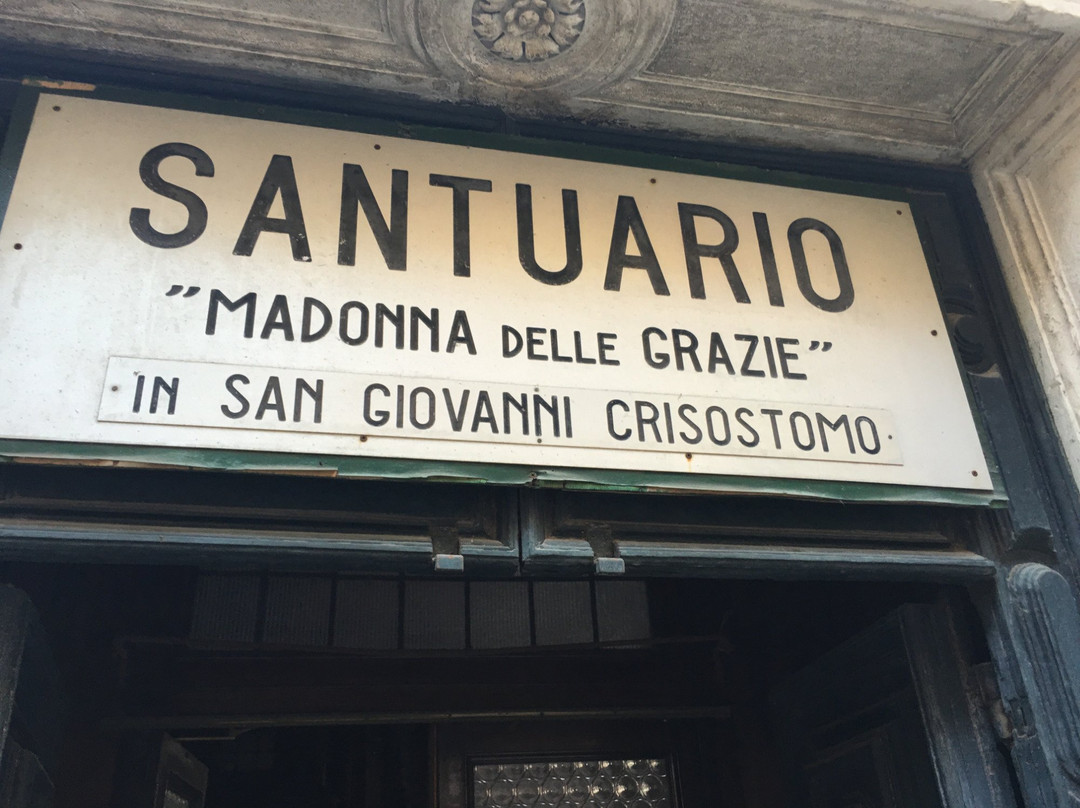 SANTUARIO
"MADONNA DELLE GRAZIE"
IN SAN GIOVANNI CRISOSTOMO